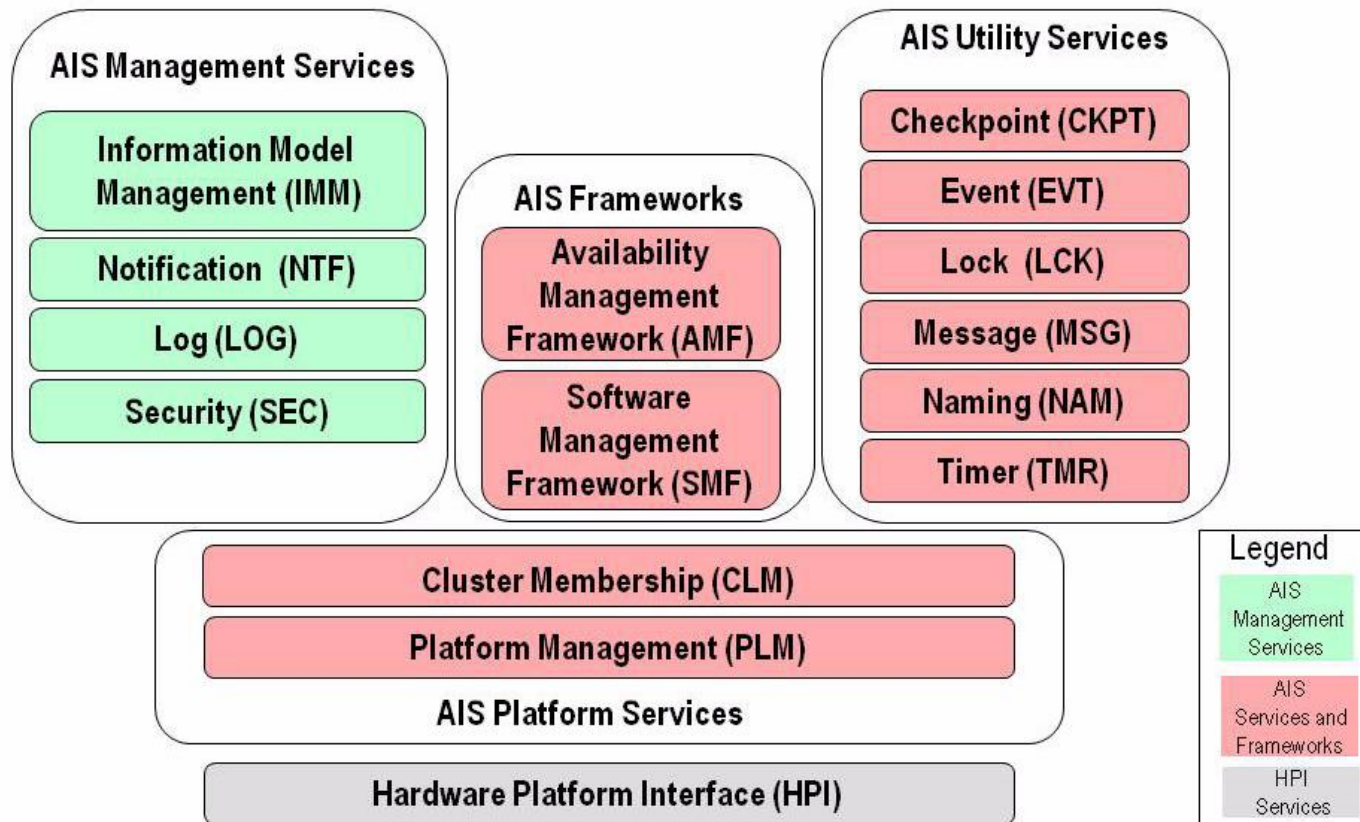 AIS Management Services
Information Model
Management (IMM)
Notification (NTF)
Log (LOG)
Security (SEC)
AIS Frameworks
Availability
Management
Framework (AMF)
Software
Management
Framework (SMF)
AIS Utility Services
Checkpoint (CKPT)
Event (EVT)
Lock (LCK)
Message (MSG)
Naming (NAM)
Timer (TMR)
Cluster Membership (CLM)
Platform Management (PLM)
AIS Platform Services
Hardware Platform Interface (HPI)
Legend
AIS
Management
Services
AIS
Services and
Frameworks
HPI
Services